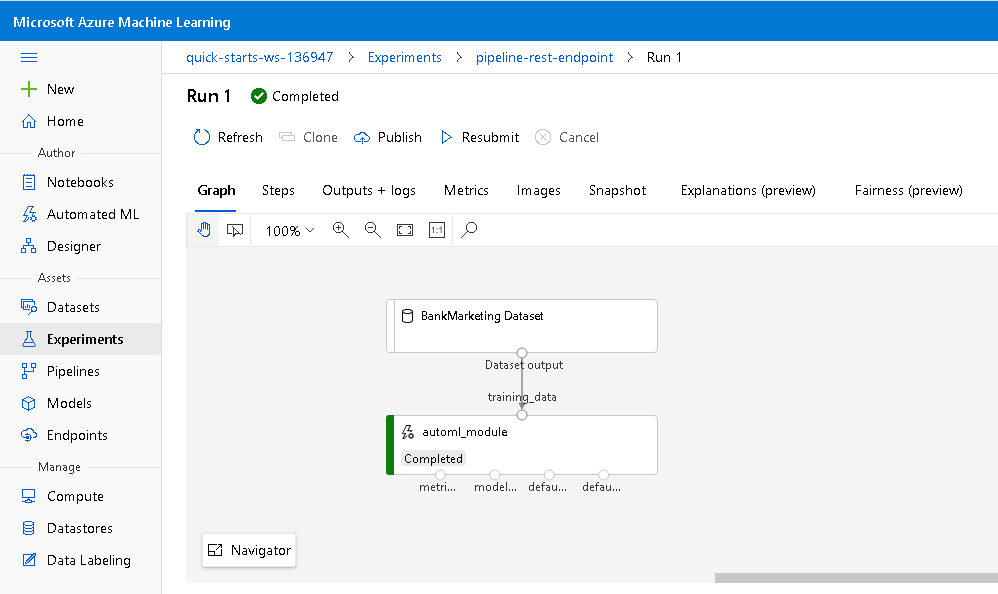 Microsoft Azure Machine Learning
quick-starts-ws-136947 > Experiments > pipeline-rest-endpoint > Run 1
New
Home
Author
Notebooks
Automated ML
Designer
Assets
Datasets
Experiments
Pipelines
Models
Endpoints
Manage
Compute
Datastores
Data Labeling
Run 1 Completed
Refresh Clone Publish Resubmit Cancel
Graph Steps Outputs + logs Metrics Images Snapshot Explanations (preview) Fairness (preview)
100% 1:1
BankMarketing Dataset
Dataset output
training_data
automl_module
Completed
metri... model... defau... defau...
Navigator